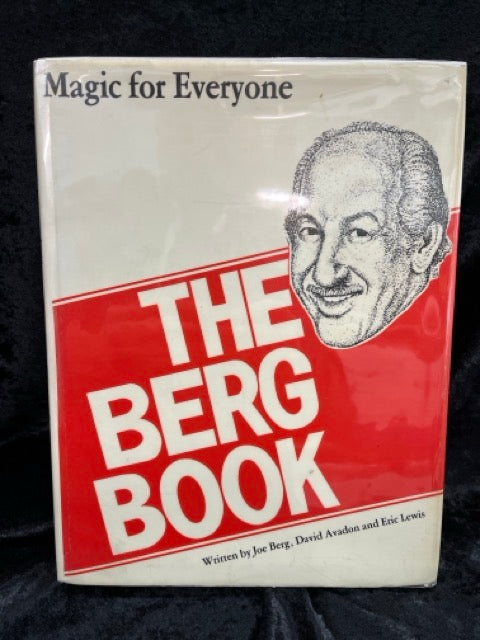 Magic for Everyone
THE
BERG
BOOK
Written by Joe Berg, David Avadon and Eric Lewis